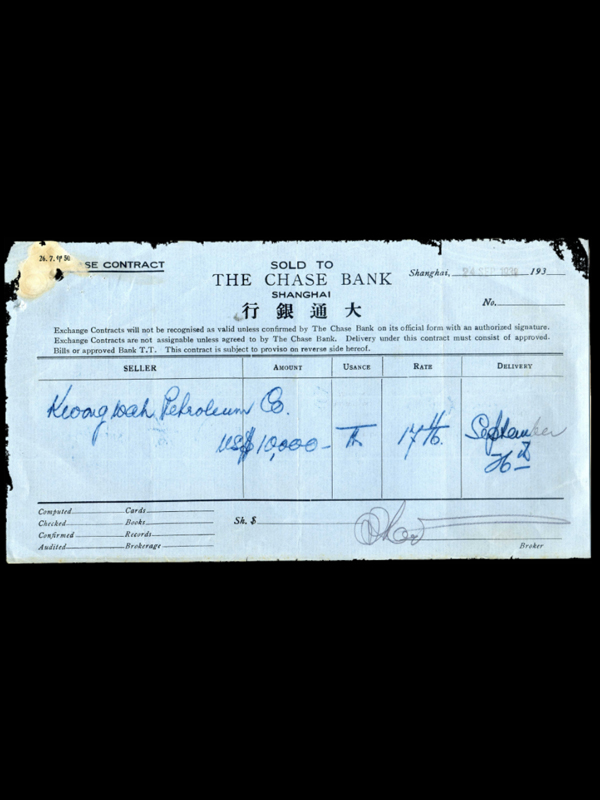 26. 7.
SE CONTRACT
SOLD TO
THE CHASE BANK
SHANGHAI
行銀通大
Shanghai, 24 SEP 193
No.
Exchange Contracts will not be recognised as valid unless confirmed by The Chase Bank on its official form with an authorized signature.
Exchange Contracts are not assignable unless agreed to by The Chase Bank. Delivery under this contract must consist of approved.
Bills or approved Bank T.T. This contract is subject to proviso on reverse side hereof.
SELLER AMOUNT USANCE RATE DELIVERY
Kwong Wah Petroleum Co.
US$ 10,000- September
26th
Computed Cards
Checked Books
Confirmed Records
Audited Brokerage
Sh. $
Broker